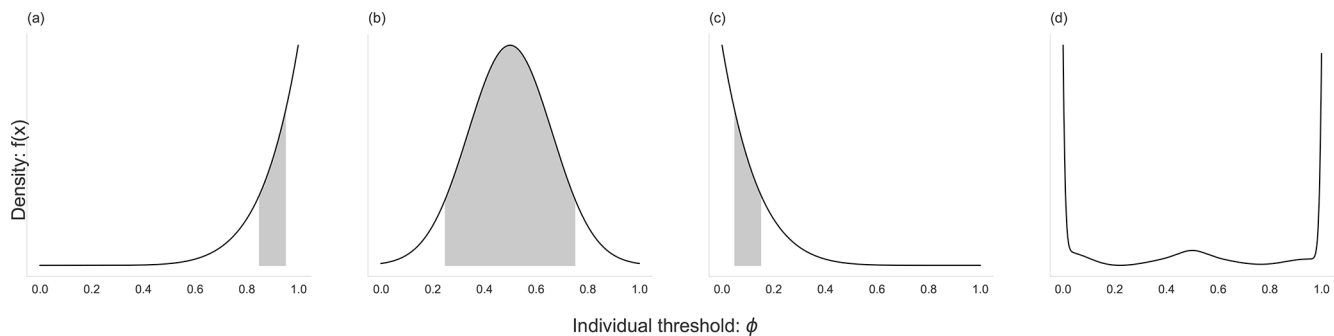 (a) (b) (c) (d)
Density: f(x)
0.0 0.2 0.4 0.6 0.8 1.0 0.0 0.2 0.4 0.6 0.8 1.0 0.0 0.2 0.4 0.6 0.8 1.0 0.0 0.2 0.4 0.6 0.8 1.0
Individual threshold: ϕ